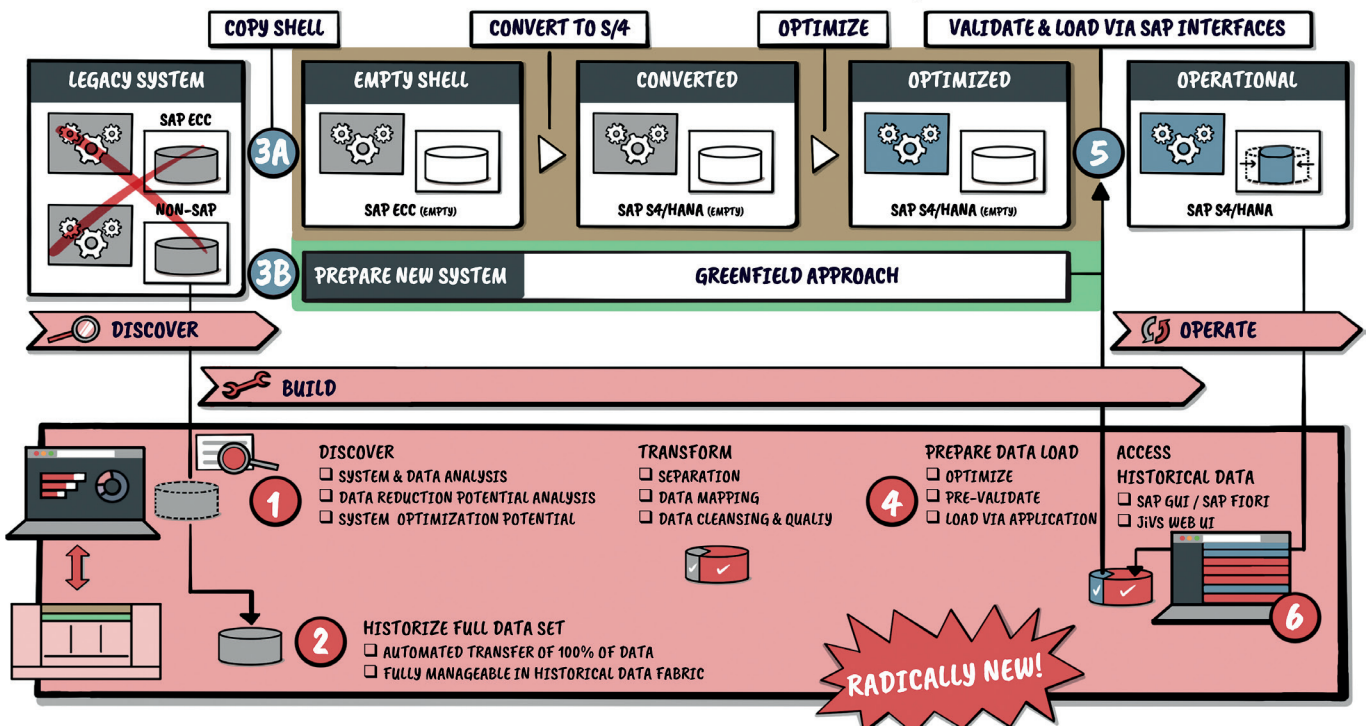 COPY SHELL
CONVERT TO S/4
OPTIMIZE
VALIDATE & LOAD VIA SAP INTERFACES
LEGACY SYSTEM
SAP ECC
NON-SAP
3A
EMPTY SHELL
SAP ECC (EMPTY)
CONVERTED
SAP S4/HANA (EMPTY)
OPTIMIZED
SAP S4/HANA (EMPTY)
5
OPERATIONAL
SAP S4/HANA
3B
PREPARE NEW SYSTEM
GREENFIELD APPROACH
DISCOVER
OPERATE
BUILD
1
DISCOVER
SYSTEM & DATA ANALYSIS
DATA REDUCTION POTENTIAL ANALYSIS
SYSTEM OPTIMIZATION POTENTIAL
TRANSFORM
SEPARATION
DATA MAPPING
DATA CLEANSING & QUALIY
4
PREPARE DATA LOAD
OPTIMIZE
PRE-VALIDATE
LOAD VIA APPLICATION
ACCESS
HISTORICAL DATA
SAP GUI / SAP FIORI
JiVS WEB UI
6
2
HISTORIZE FULL DATA SET
AUTOMATED TRANSFER OF 100% OF DATA
FULLY MANAGEABLE IN HISTORICAL DATA FABRIC
RADICALLY NEW!